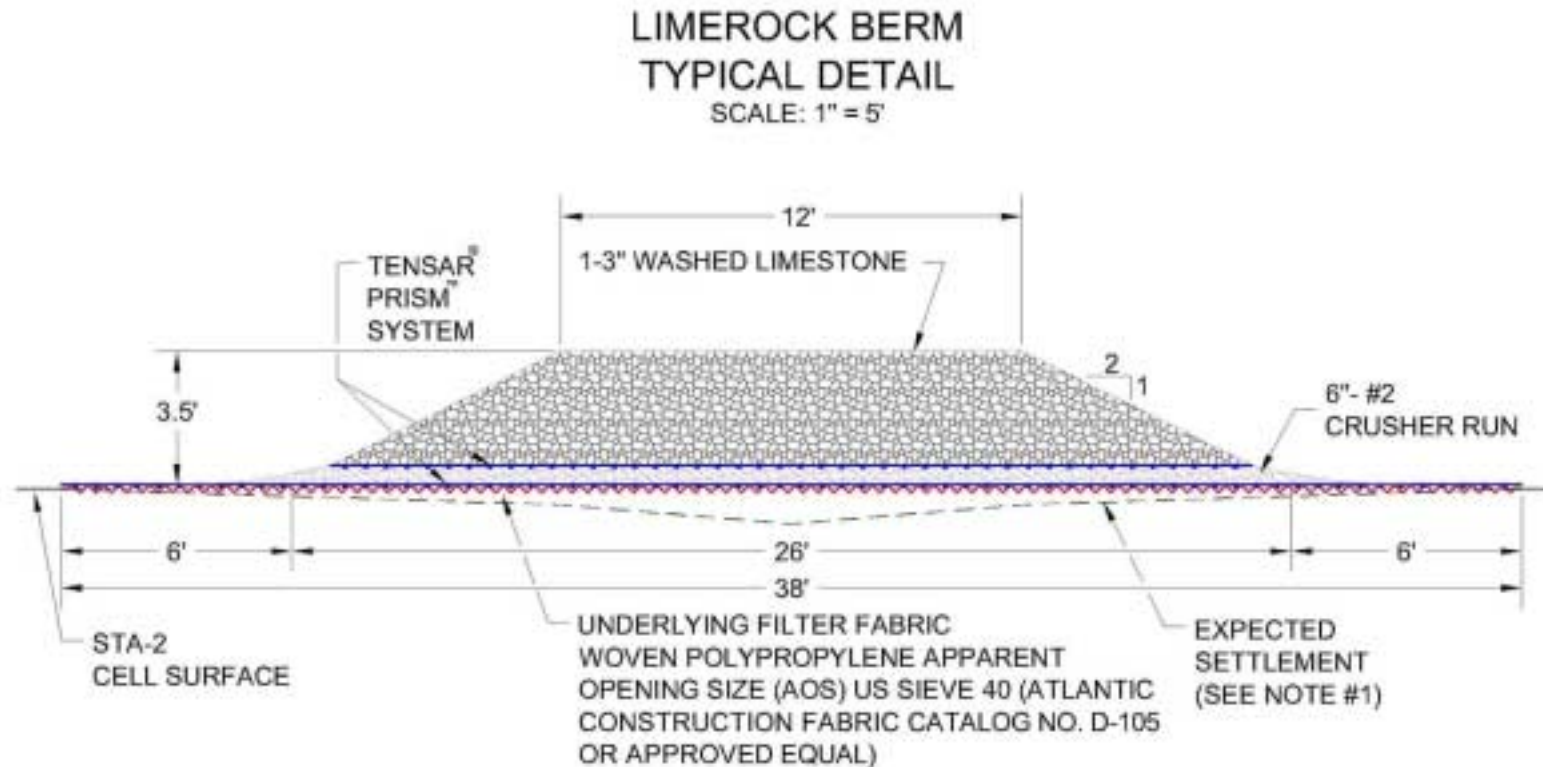 LIMEROCK BERM
TYPICAL DETAIL
SCALE: 1" = 5'
12'
TENSAR®
PRISM™
SYSTEM
1-3" WASHED LIMESTONE
2
1
3.5'
6"- #2
CRUSHER RUN
6'
26'
6'
38'
STA-2
CELL SURFACE
UNDERLYING FILTER FABRIC
WOVEN POLYPROPYLENE APPARENT
OPENING SIZE (AOS) US SIEVE 40 (ATLANTIC
CONSTRUCTION FABRIC CATALOG NO. D-105
OR APPROVED EQUAL)
EXPECTED
SETTLEMENT
(SEE NOTE #1)